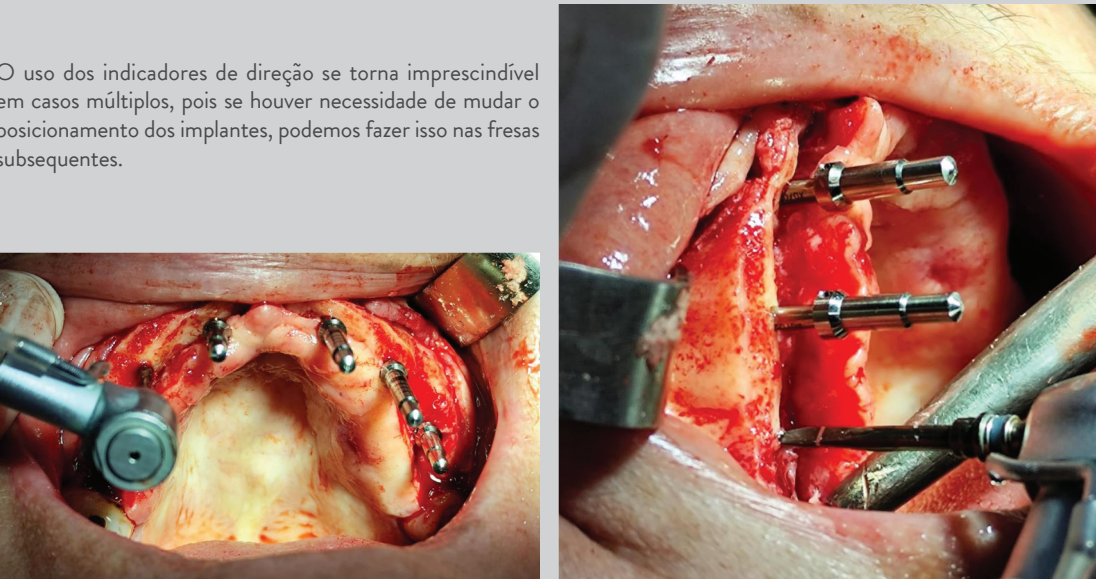 O uso dos indicadores de direção se torna imprescindível
em casos múltiplos, pois se houver necessidade de mudar o
posicionamento dos implantes, podemos fazer isso nas fresas
subsequentes.